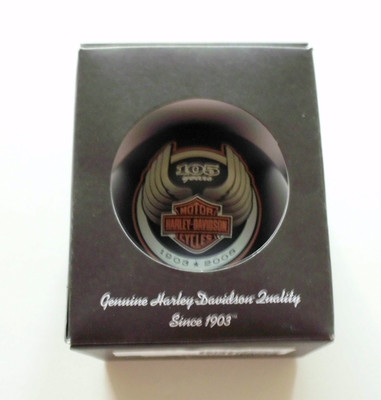 105
years
MOTOR
HARLEY-DAVIDSON
CYCLES
1903 2008
Genuine Harley-Davidson Quality
Since 1903™